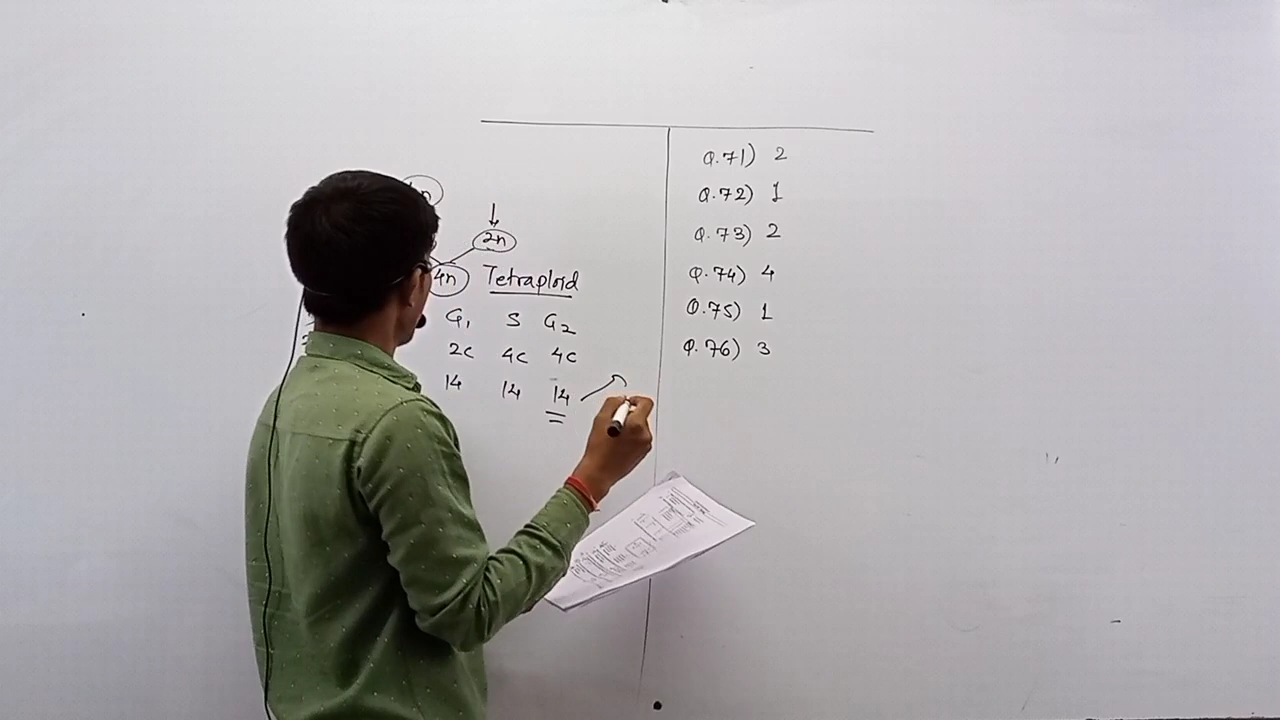 2n
4n Tetraploid
G₁ S G₂
2C 4C 4C
14 14 14
Q.71) 2
Q.72) 1
Q.73) 2
Q.74) 4
Q.75) 1
Q.76) 3